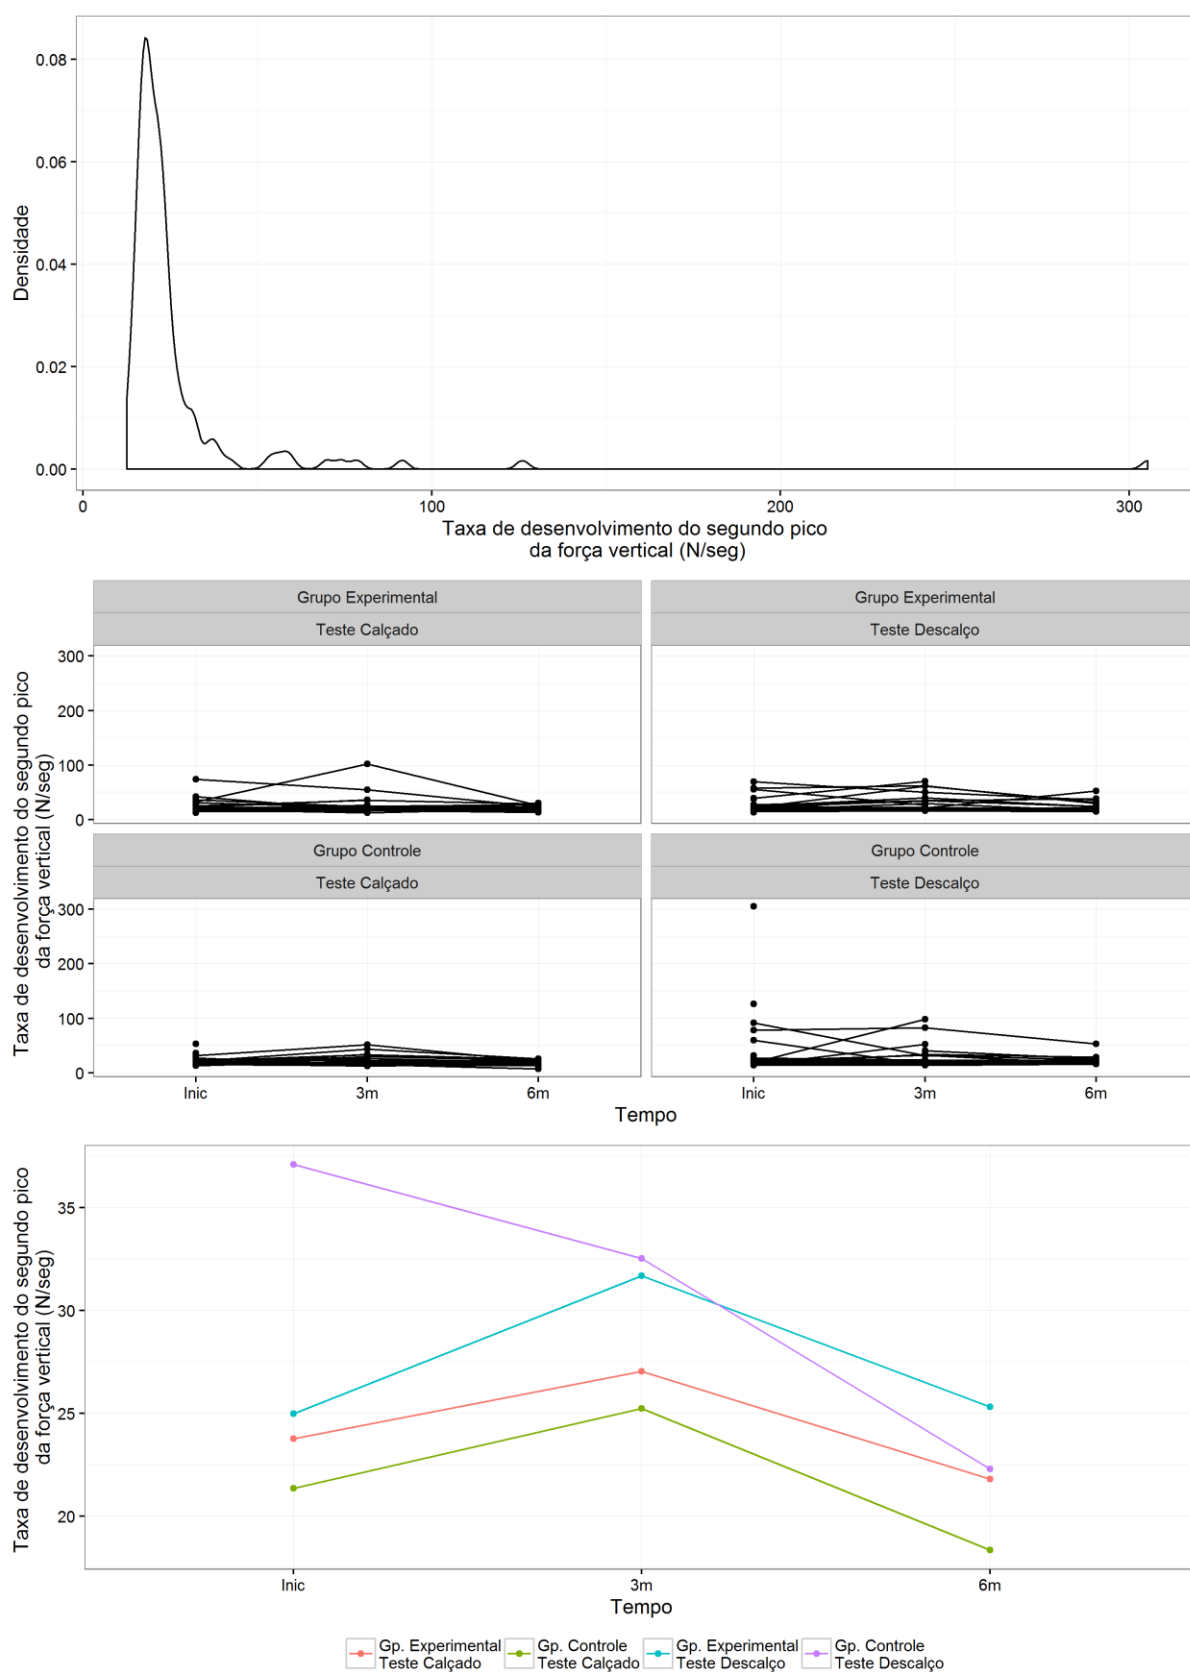 0.08
0.06
0.04
0.02
0.00
Densidade
0
100
200
300
Taxa de desenvolvimento do segundo pico
da força vertical (N/seg)
Grupo Experimental
Grupo Experimental
Teste Calçado
Teste Descalço
300
200
100
0
Taxa de desenvolvimento do segundo pico
da força vertical (N/seg)
Grupo Controle
Grupo Controle
Teste Calçado
Teste Descalço
300
200
100
0
Inic
3m
6m
Inic
3m
6m
Tempo
35
30
25
20
Taxa de desenvolvimento do segundo pico
da força vertical (N/seg)
Inic
3m
6m
Tempo
Gp. Experimental
Teste Calçado
Gp. Controle
Teste Calçado
Gp. Experimental
Teste Descalço
Gp. Controle
Teste Descalço